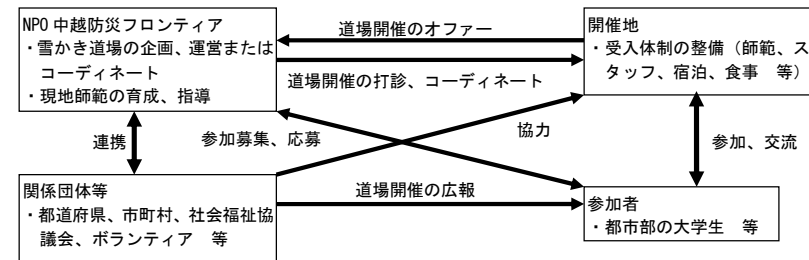 NPO 中越防災フロンティア
・雪かき道場の企画、運営または
コーディネート
・現地師範の育成、指導
道場開催のオファー
道場開催の打診、コーディネート
開催地
・受入体制の整備（師範、ス
タッフ、宿泊、食事　等）
連携
参加募集、応募
協力
参加、交流
関係団体等
・都道府県、市町村、社会福祉協
議会、ボランティア　等
道場開催の広報
参加者
・都市部の大学生　等